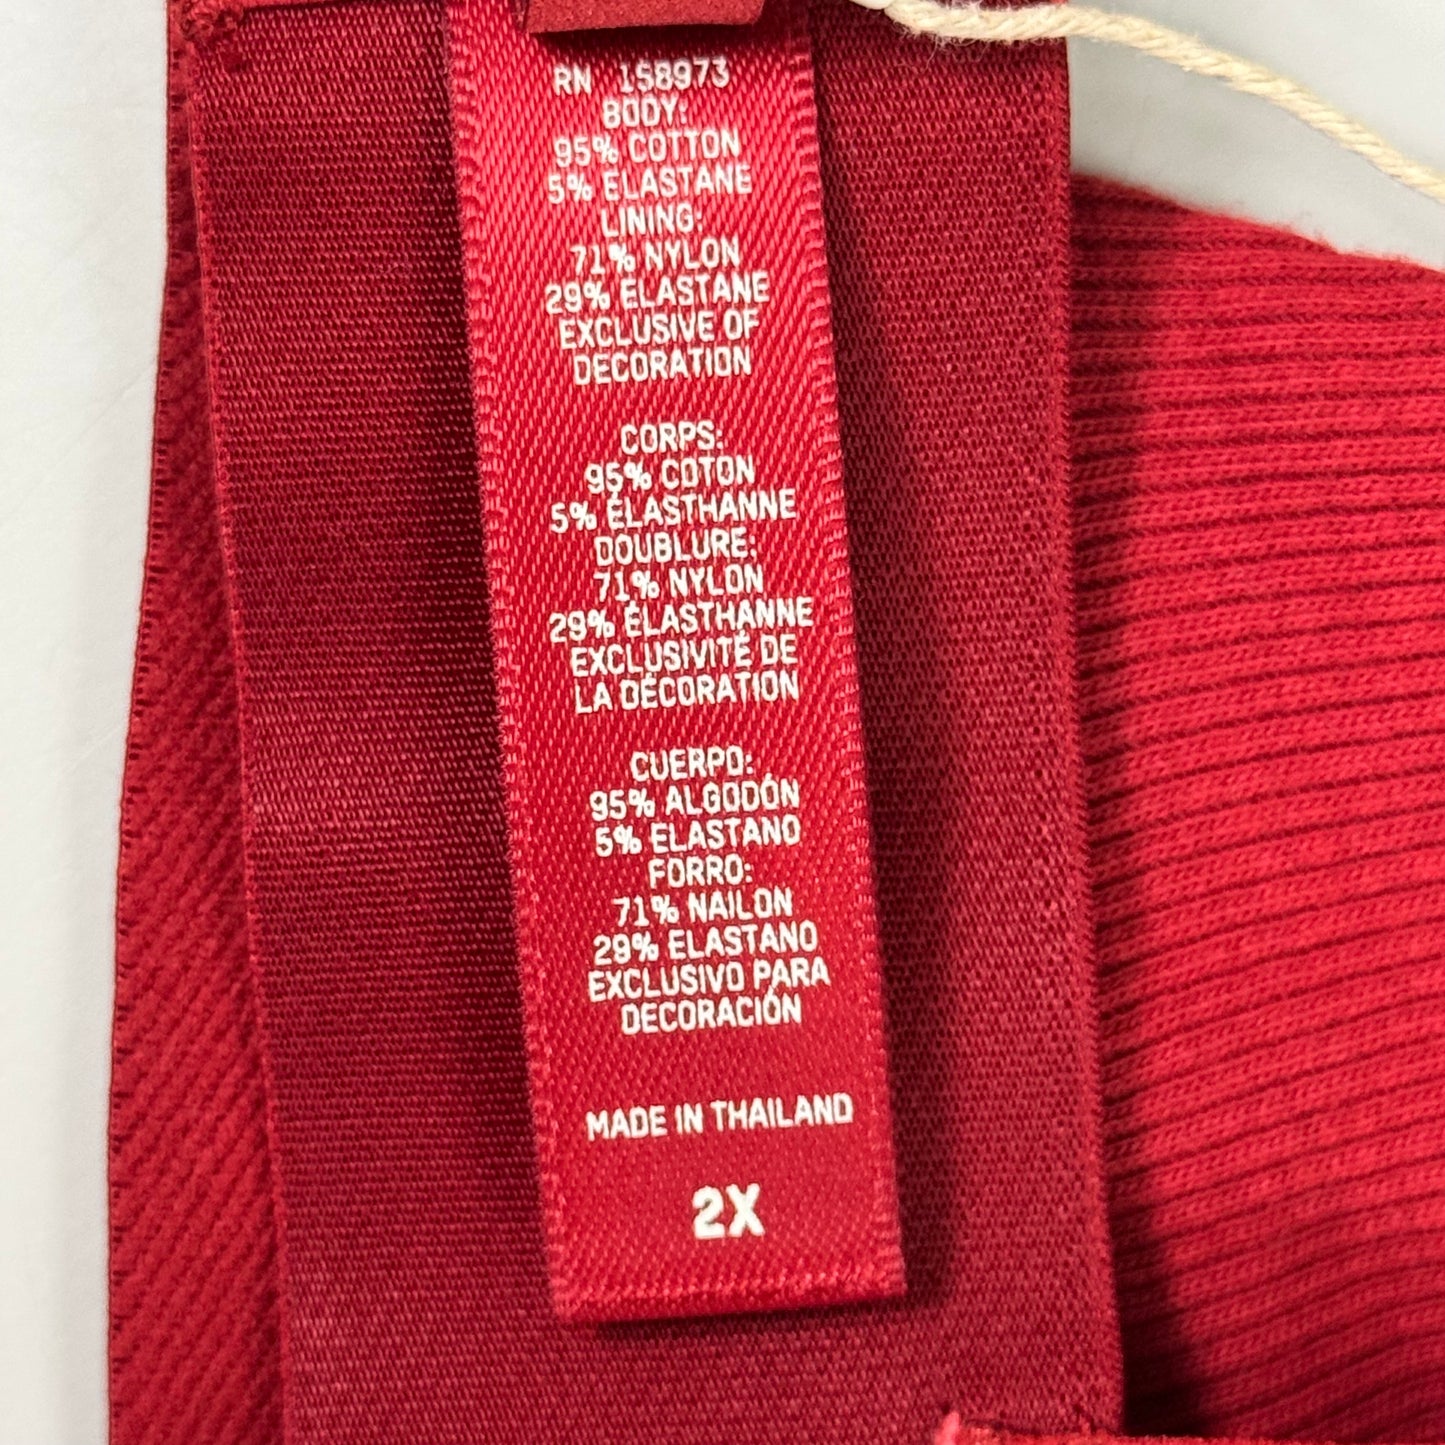 RN 158973
BODY:
95% COTTON
5% ELASTANE
LINING:
71% NYLON
29% ELASTANE
EXCLUSIVE OF
DECORATION
CORPS:
95% COTON
5% ÉLASTHANNE
DOUBLURE:
71% NYLON
29% ÉLASTHANNE
EXCLUSIVITÉ DE
LA DÉCORATION
CUERPO:
95% ALGODÓN
5% ELASTANO
FORRO:
71% NAILON
29% ELASTANO
EXCLUSIVO PARA
DECORACIÓN
MADE IN THAILAND
2X